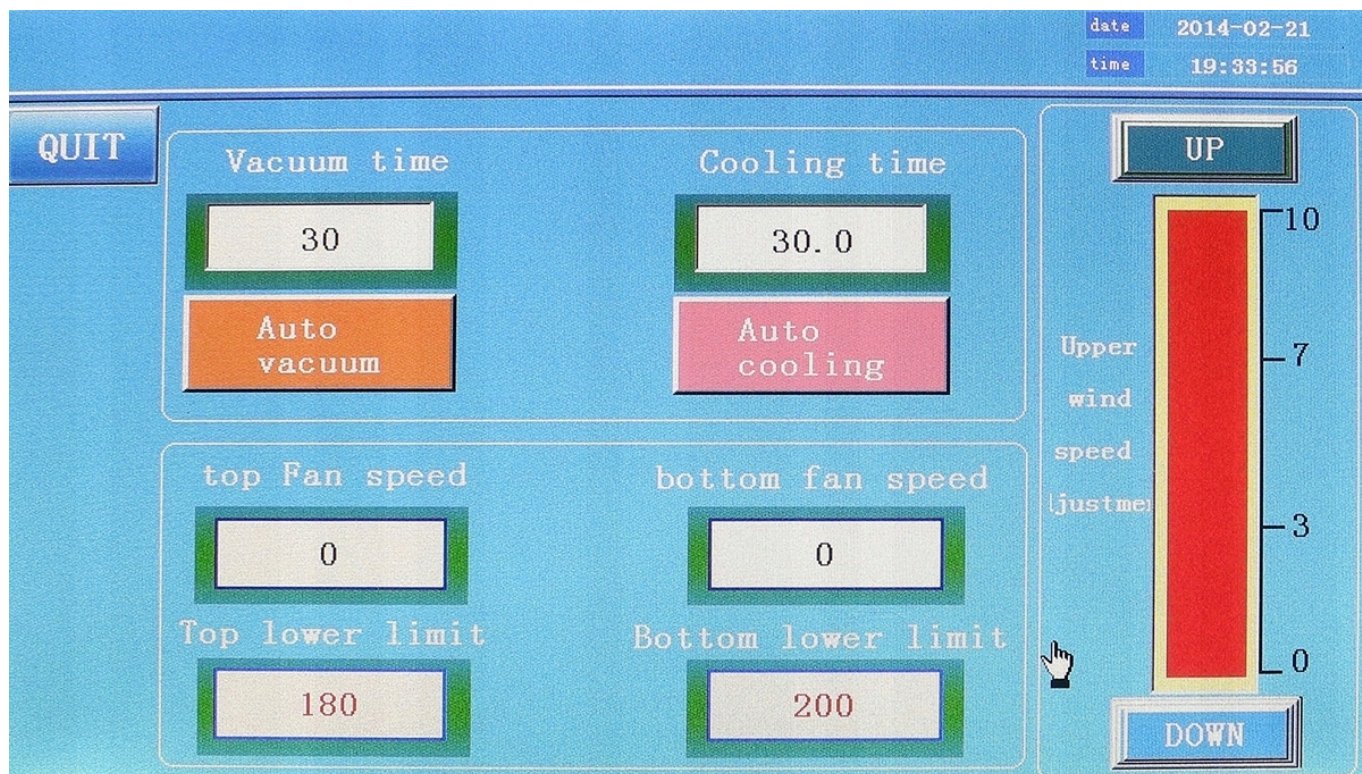 date 2014-02-21
time 19:33:56
QUIT
Vacuum time
30
Auto
vacuum
Cooling time
30.0
Auto
cooling
top Fan speed
0
bottom fan speed
0
Top lower limit
180
Bottom lower limit
200
UP
10
7
3
0
Upper
wind
speed
ljustme
DOWN